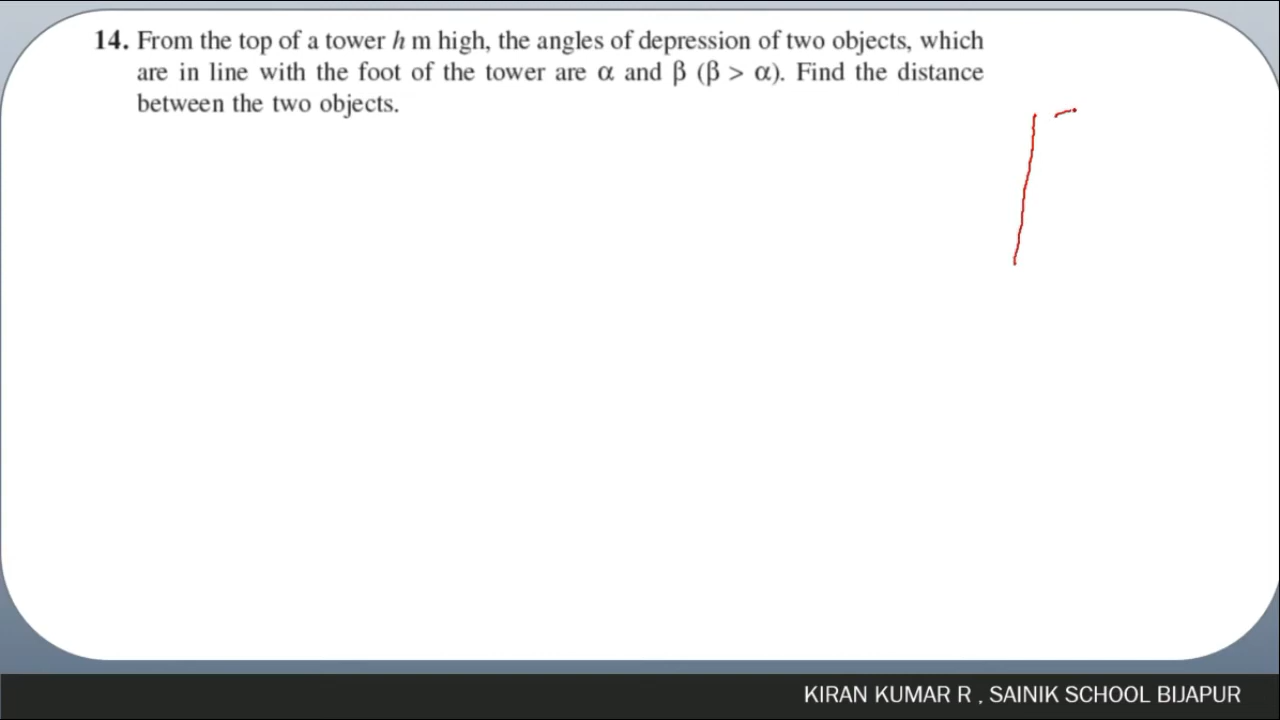 14. From the top of a tower h m high, the angles of depression of two objects, which
are in line with the foot of the tower are α and β (β > α). Find the distance
between the two objects.
KIRAN KUMAR R , SAINIK SCHOOL BIJAPUR